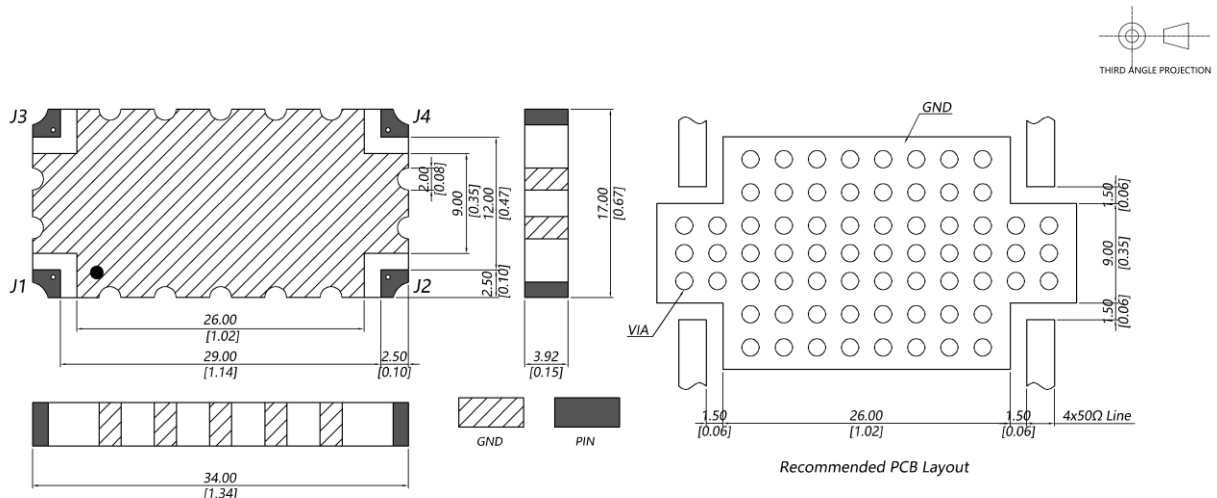 THIRD ANGLE PROJECTION
J3
J4
2.00
[0.08]
9.00
[0.35]
12.00
[0.47]
2.50
[0.10]
J1
J2
26.00
[1.02]
29.00
[1.14]
2.50
[0.10]
17.00
[0.67]
3.92
[0.15]
34.00
[1.34]
GND
PIN
GND
VIA
1.50
[0.06]
9.00
[0.35]
1.50
[0.06]
1.50
[0.06]
26.00
[1.02]
1.50
[0.06]
4x50Ω Line
Recommended PCB Layout